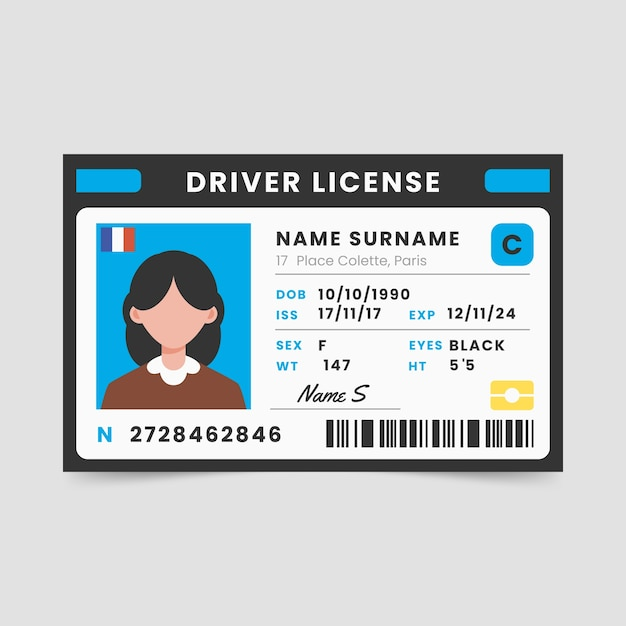 DRIVER LICENSE
NAME SURNAME
C
17 Place Colette, Paris
DOB 10/10/1990
ISS 17/11/17 EXP 12/11/24
SEX F EYES BLACK
WT 147 HT 5'5
Name S
N 2728462846